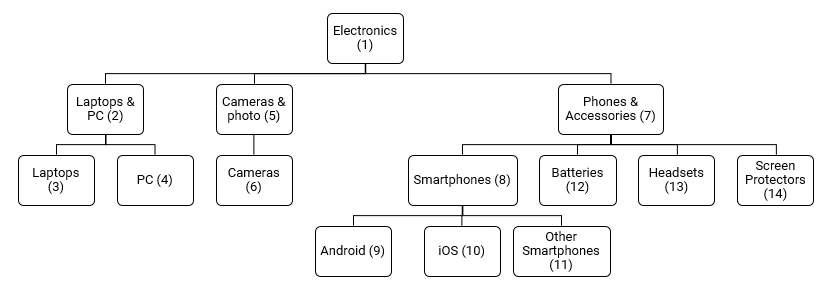 Electronics
(1)
Laptops &
PC (2)
Cameras &
photo (5)
Phones &
Accessories (7)
Laptops
(3)
PC (4)
Cameras
(6)
Smartphones (8)
Batteries
(12)
Headsets
(13)
Screen
Protectors
(14)
Android (9)
iOS (10)
Other
Smartphones
(11)